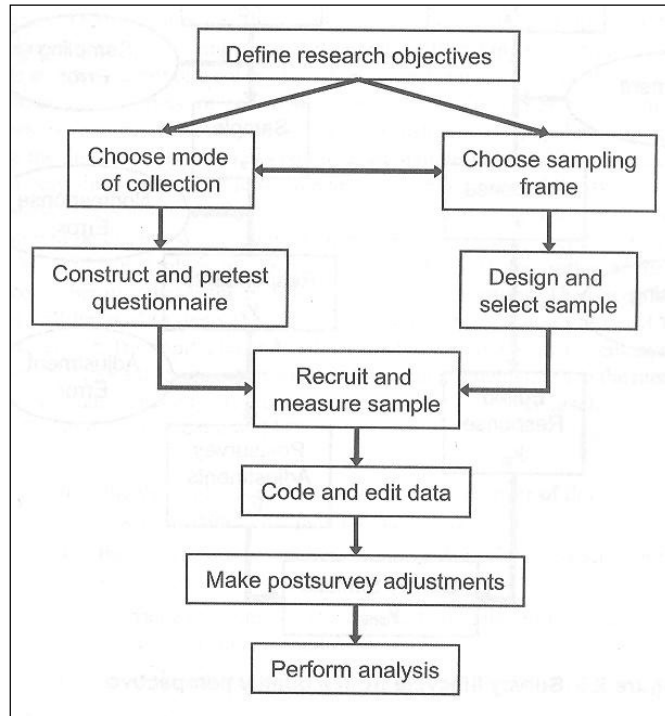 Define research objectives
Choose mode
of collection
Choose sampling
frame
Construct and pretest
questionnaire
Design and
select sample
Recruit and
measure sample
Code and edit data
Make postsurvey adjustments
Perform analysis